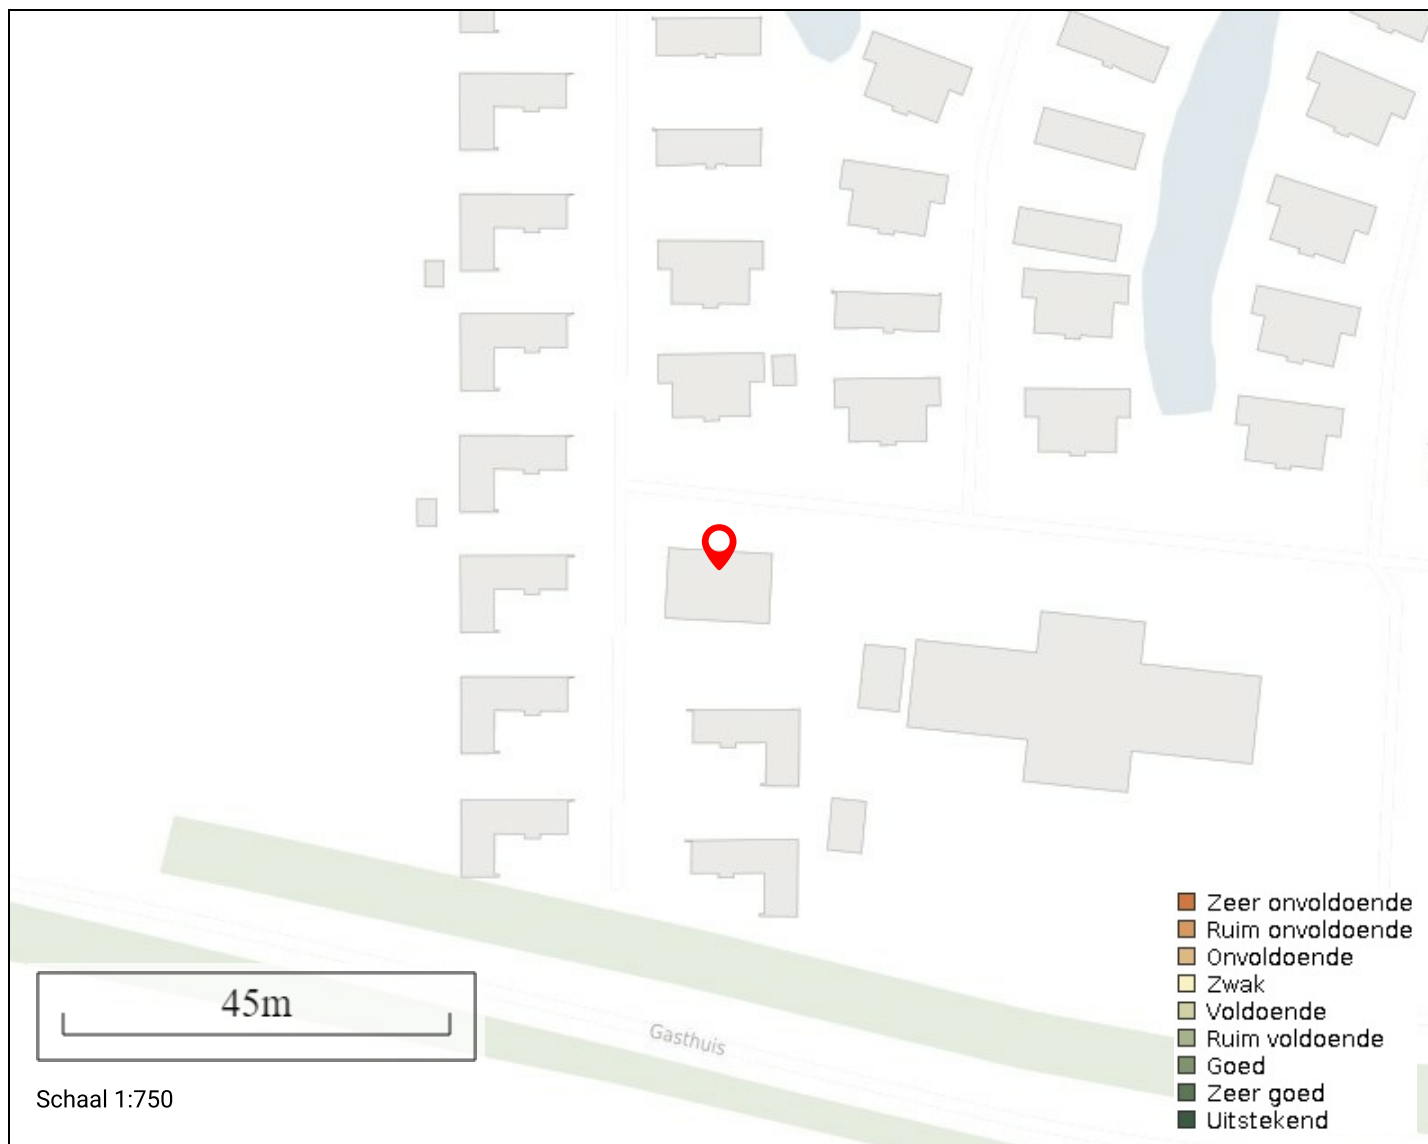 Zeer onvoldoende
Ruim onvoldoende
Onvoldoende
Zwak
Voldoende
Ruim voldoende
Goed
Zeer goed
Uitstekend
45m
Gasthuis
Schaal 1:750